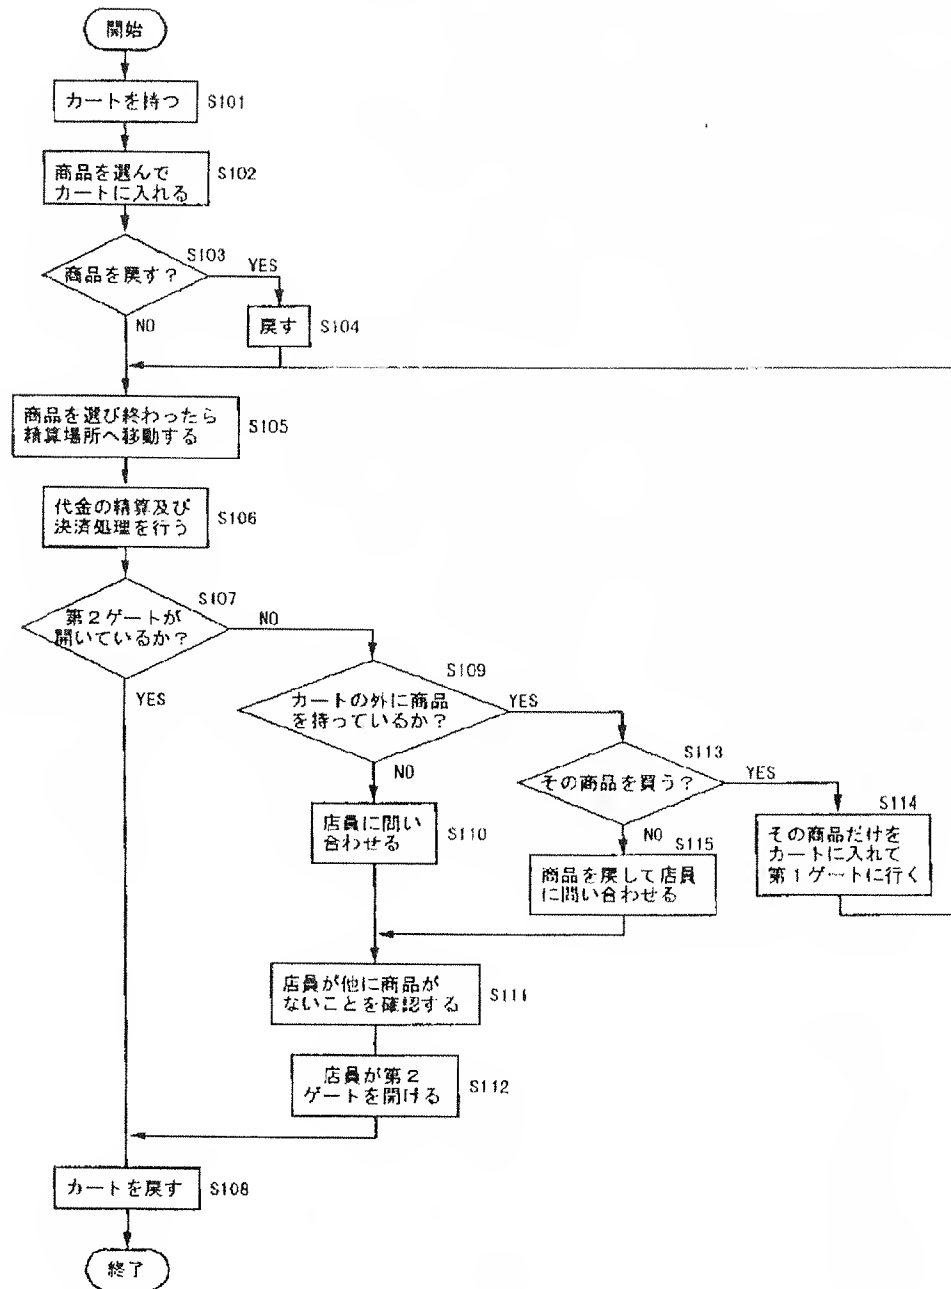 開始
カートを持つ
S101
商品を選んで
カートに入れる
S102
商品を戻す?
S103
YES
NO
戻す
S104
商品を選び終わったら
精算場所へ移動する
S105
代金の精算及び
決済処理を行う
S106
第2ゲートが
開いているか?
S107
NO
YES
カートの外に商品
を持っているか?
S109
YES
NO
その商品を買う?
S113
YES
NO
その商品だけを
カートに入れて
第1ゲートに行く
S114
店員に問い
合わせる
S110
商品を戻して店員
に問い合わせる
S115
店員が他に商品が
ないことを確認する
S111
店員が第2
ゲートを開ける
S112
カートを戻す
S108
終了